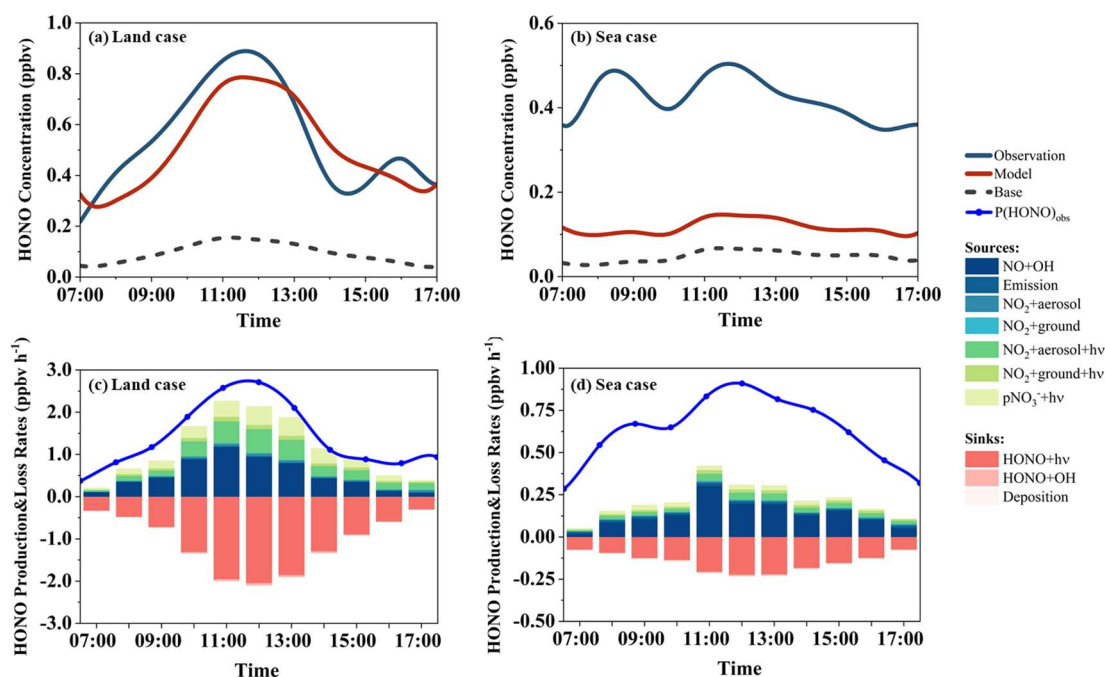 (a) Land case
HONO Concentration (ppbv)
1.0
0.8
0.6
0.4
0.2
0.0
07:00 09:00 11:00 13:00 15:00 17:00
Time
(b) Sea case
HONO Concentration (ppbv)
0.6
0.4
0.2
0.0
07:00 09:00 11:00 13:00 15:00 17:00
Time
(c) Land case
HONO Production&Loss Rates (ppbv h⁻¹)
3.0
2.0
1.0
0.0
-1.0
-2.0
-3.0
07:00 09:00 11:00 13:00 15:00 17:00
Time
(d) Sea case
HONO Production&Loss Rates (ppbv h⁻¹)
1.00
0.75
0.50
0.25
0.00
-0.25
-0.50
07:00 09:00 11:00 13:00 15:00 17:00
Time
Observation
Model
Base
P(HONO)obs
Sources:
NO+OH
Emission
NO₂+aerosol
NO₂+ground
NO₂+aerosol+hν
NO₂+ground+hν
pNO₃⁻+hν
Sinks:
HONO+hν
HONO+OH
Deposition